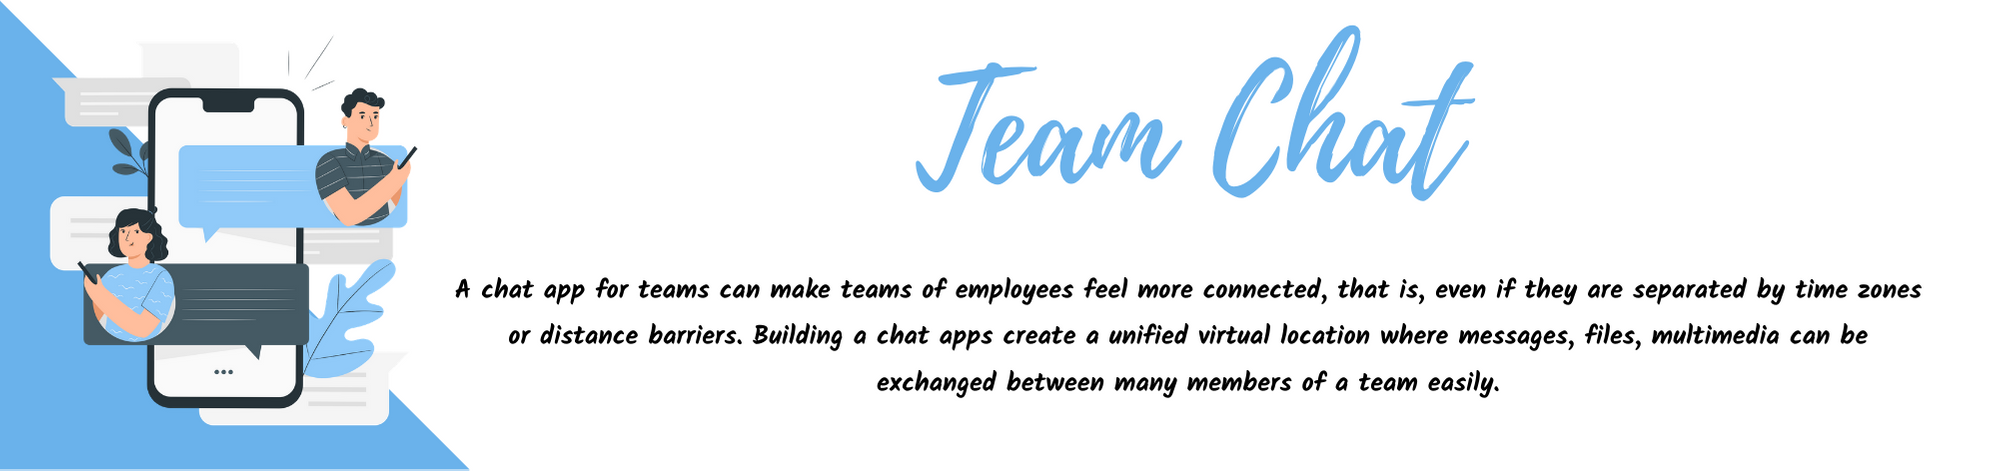 Team Chat
A chat app for teams can make teams of employees feel more connected, that is, even if they are separated by time zones
or distance barriers. Building a chat apps create a unified virtual location where messages, files, multimedia can be
exchanged between many members of a team easily.